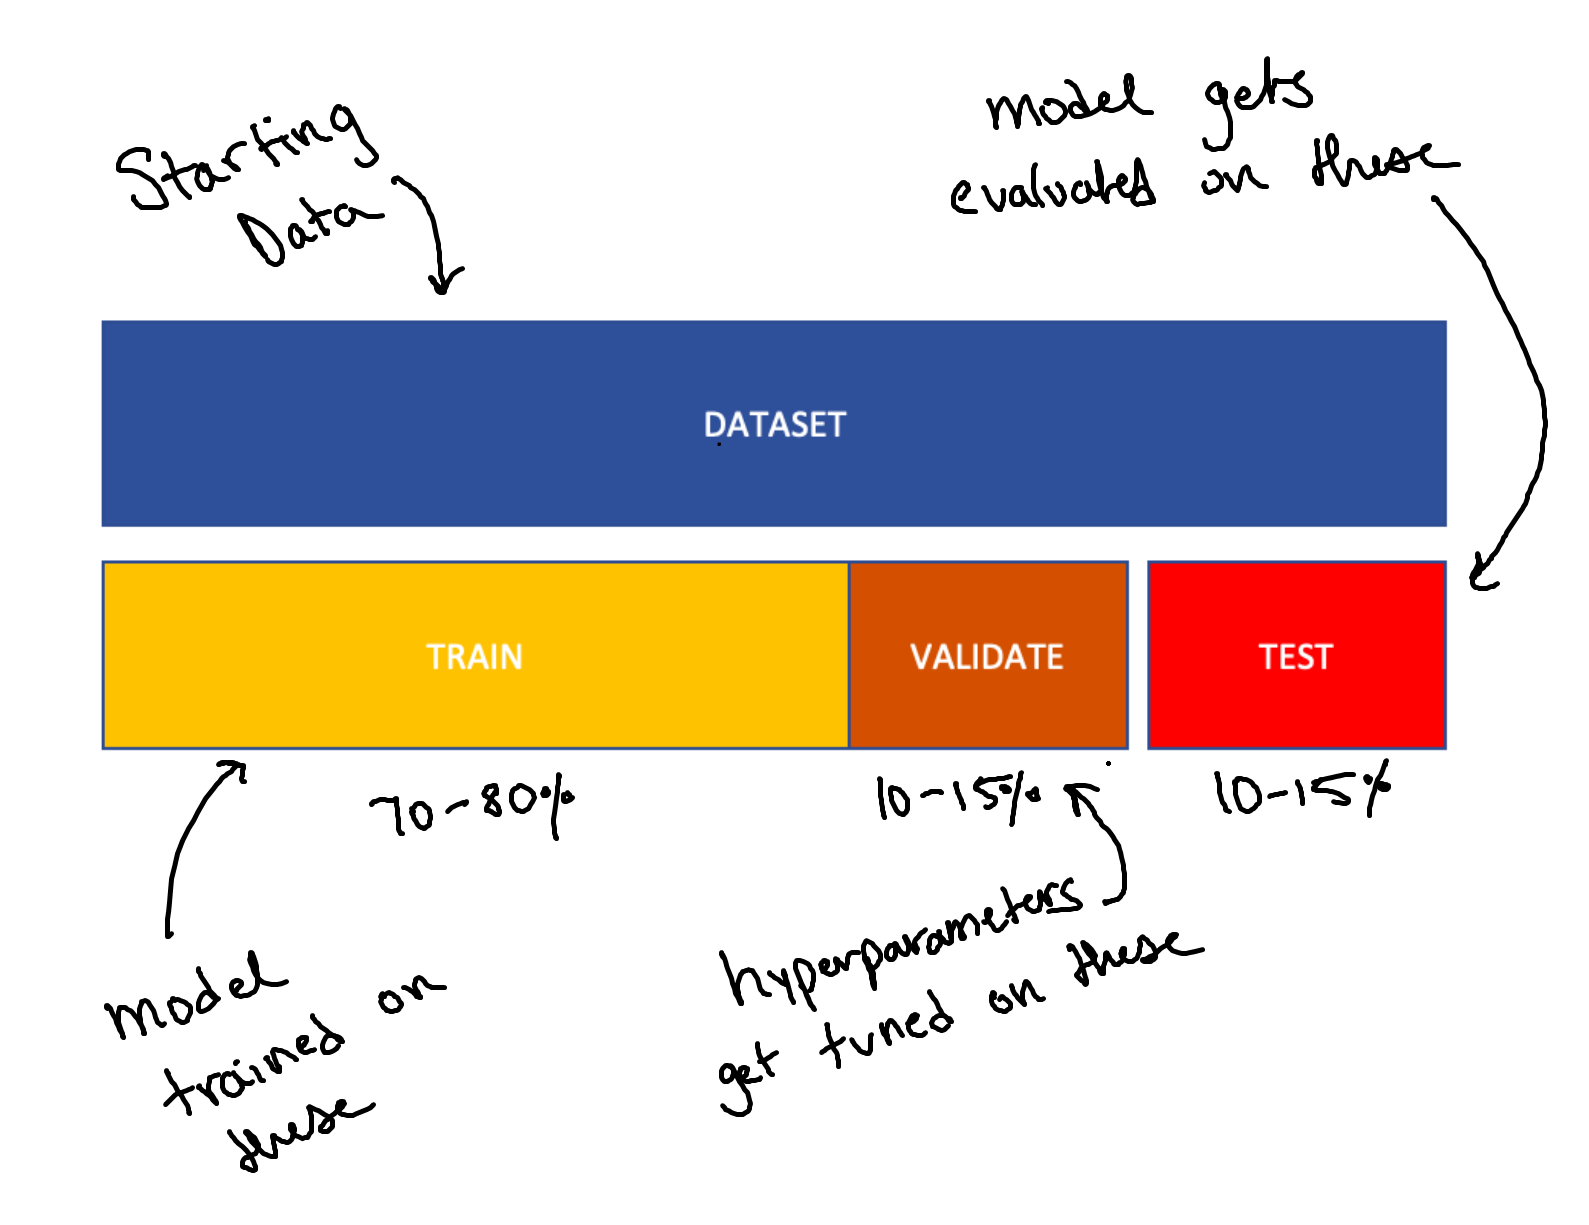 Starting
Data
model gets
evaluated on these
DATASET
TRAIN
VALIDATE
TEST
70-80%
10-15%
10-15%
model
trained on
these
hyperparameters
get tuned on these